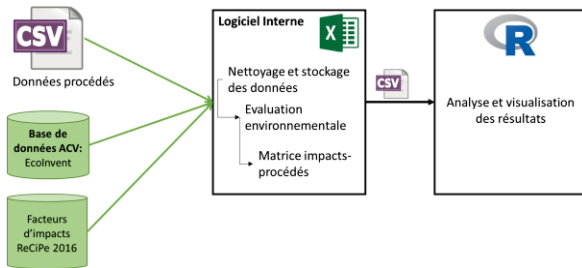 CSV
Données procédés
Base de
données ACV:
EcoInvent
Facteurs
d'impacts
ReCiPe 2016
Logiciel Interne
X
Nettoyage et stockage
des données
Evaluation
environnementale
Matrice impacts-
procédés
CSV
R
Analyse et visualisation
des résultats